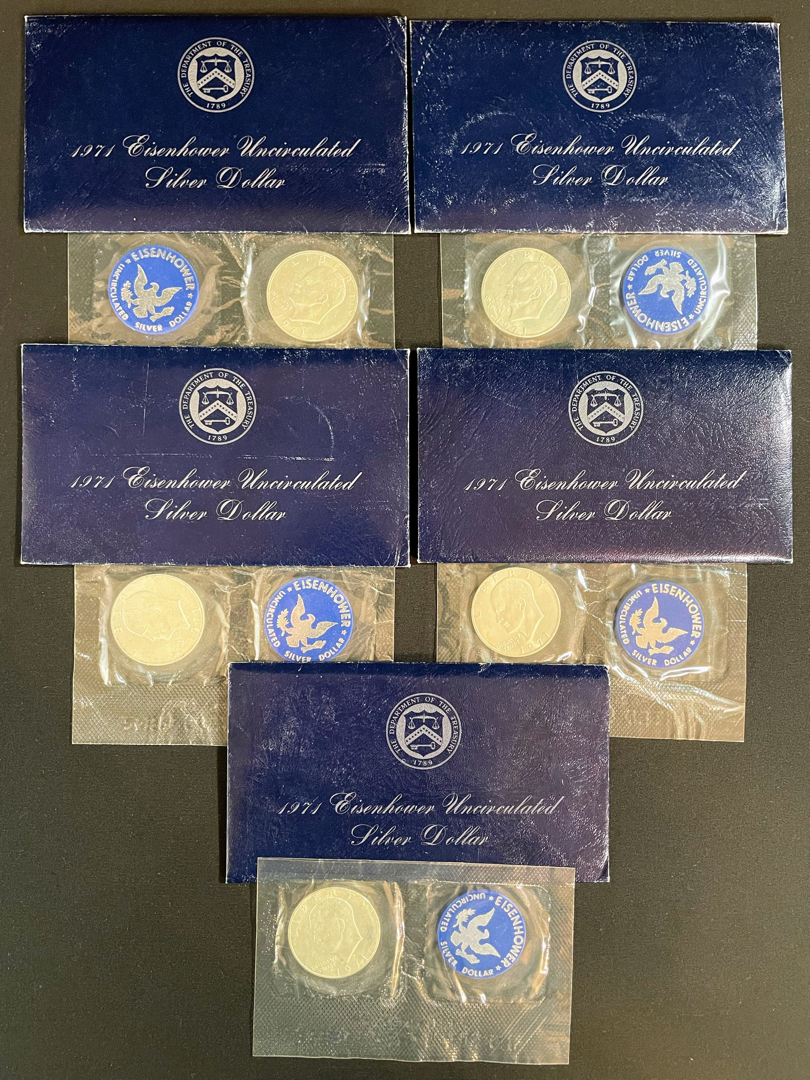 THE DEPARTMENT OF THE TREASURY
1789
1971 Eisenhower Uncirculated
Silver Dollar
THE DEPARTMENT OF THE TREASURY
1789
1971 Eisenhower Uncirculated
Silver Dollar
★ EISENHOWER ★
UNCIRCULATED SILVER DOLLAR
★ EISENHOWER ★
UNCIRCULATED SILVER DOLLAR
THE DEPARTMENT OF THE TREASURY
1789
1971 Eisenhower Uncirculated
Silver Dollar
THE DEPARTMENT OF THE TREASURY
1789
1971 Eisenhower Uncirculated
Silver Dollar
★ EISENHOWER ★
UNCIRCULATED SILVER DOLLAR
★ EISENHOWER ★
UNCIRCULATED SILVER DOLLAR
THE DEPARTMENT OF THE TREASURY
1789
1971 Eisenhower Uncirculated
Silver Dollar
★ EISENHOWER ★
UNCIRCULATED SILVER DOLLAR